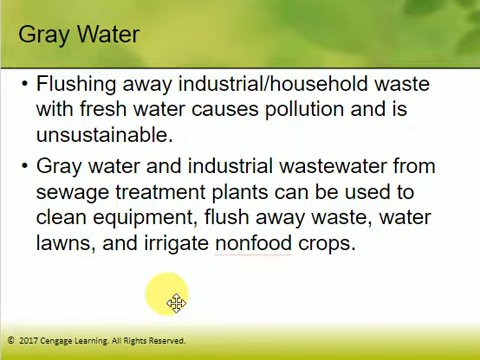 Gray Water
• Flushing away industrial/household waste
with fresh water causes pollution and is
unsustainable.
• Gray water and industrial wastewater from
sewage treatment plants can be used to
clean equipment, flush away waste, water
lawns, and irrigate nonfood crops.
© 2017 Cengage Learning. All Rights Reserved.